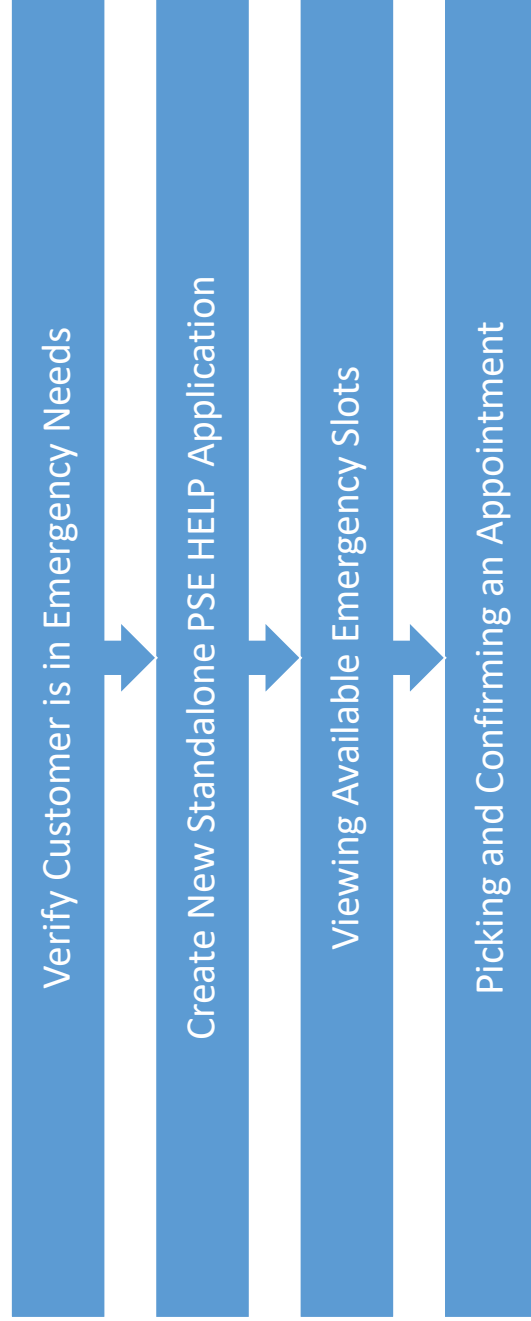 Verify Customer is in Emergency Needs
Create New Standalone PSE HELP Application
Viewing Available Emergency Slots
Picking and Confirming an Appointment